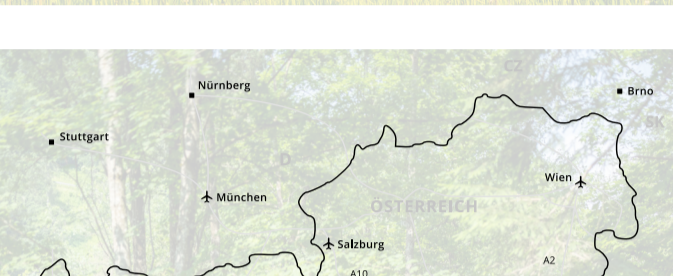 CZ
Nürnberg
Brno
SK
Stuttgart
D
Wien
München
ÖSTERREICH
Salzburg
A2
A10